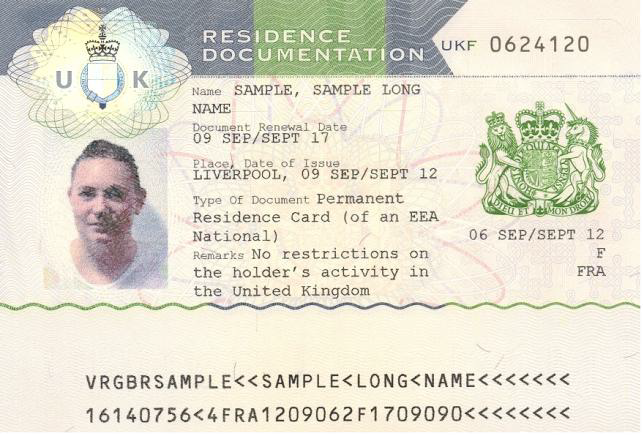 RESIDENCE
DOCUMENTATION
UKF 0624120
U K
Name SAMPLE, SAMPLE LONG
NAME
Document Renewal Date
09 SEP/SEPT 17
Place, Date of Issue
LIVERPOOL, 09 SEP/SEPT 12
Type Of Document Permanent
Residence Card (of an EEA
National)
Remarks No restrictions on
the holder's activity in
the United Kingdom
DIEU ET MON DROIT
06 SEP/SEPT 12
F
FRA
VRGBRSAMPLE<<SAMPLE<LONG<NAME<<<<<<<
16140756<4FRA1209062F1709090<<<<<<<<